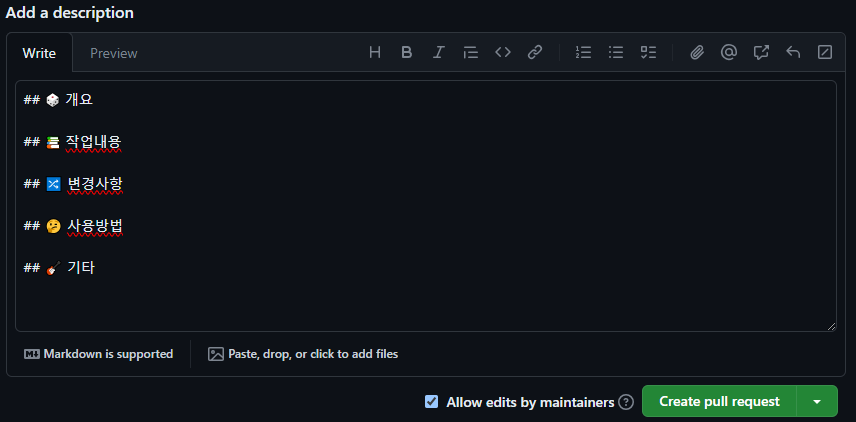 Add a description
Write Preview
## 🎲 개요
## 📚 작업내용
## 🔀 변경사항
## 🤔 사용방법
## 🎸 기타
Markdown is supported
Paste, drop, or click to add files
Allow edits by maintainers
Create pull request